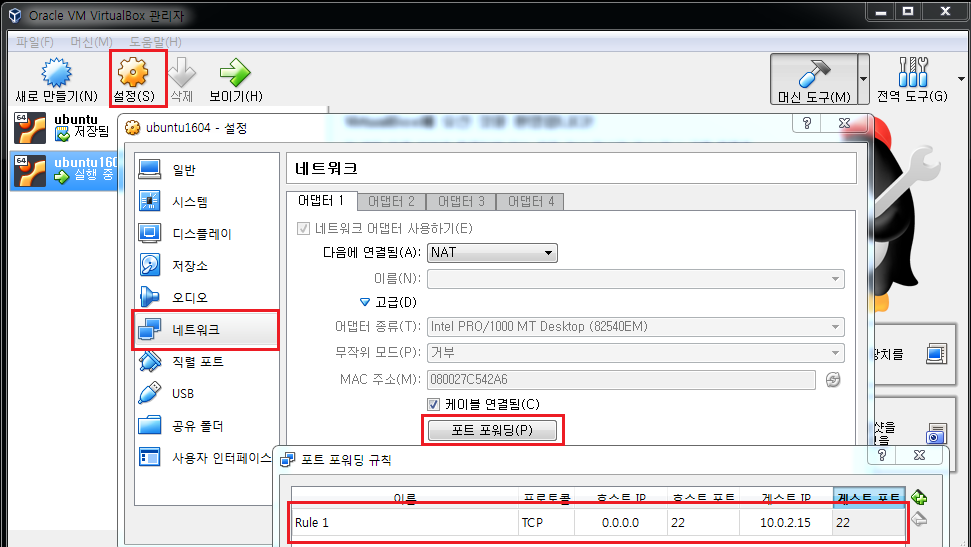 Oracle VM VirtualBox 관리자
파일(F) 머신(M) 도움말(H)
새로 만들기(N) 설정(S) 삭제 보이기(H) 머신 도구(M) 전역 도구(G)
64 ubuntu
저장됨
64 ubuntu160
실행 중
ubuntu1604 - 설정
일반
시스템
디스플레이
저장소
오디오
네트워크
직렬 포트
USB
공유 폴더
사용자 인터페이스
네트워크
어댑터 1 어댑터 2 어댑터 3 어댑터 4
네트워크 어댑터 사용하기(E)
다음에 연결됨(A): NAT
이름(N):
고급(D)
어댑터 종류(T): Intel PRO/1000 MT Desktop (82540EM)
무작위 모드(P): 거부
MAC 주소(M): 080027C542A6
케이블 연결됨(C)
포트 포워딩(P)
장치를
샷을
포트 포워딩 규칙
이름 프로토콜 호스트 IP 호스트 포트 게스트 IP 게스트 포트
Rule 1 TCP 0.0.0.0 22 10.0.2.15 22